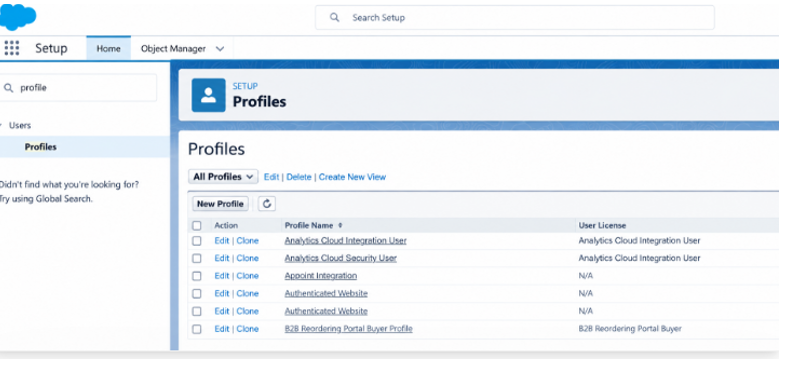 Search Setup
Setup Home Object Manager
profile
Users
Profiles
Didn't find what you're looking for?
Try using Global Search.
SETUP
Profiles
Profiles
All Profiles Edit | Delete | Create New View
New Profile
Action Profile Name User License
Edit | Clone Analytics Cloud Integration User Analytics Cloud Integration User
Edit | Clone Analytics Cloud Security User Analytics Cloud Integration User
Edit | Clone Appoint Integration N/A
Edit | Clone Authenticated Website N/A
Edit | Clone Authenticated Website N/A
Edit | Clone B2B Reordering Portal Buyer Profile B2B Reordering Portal Buyer